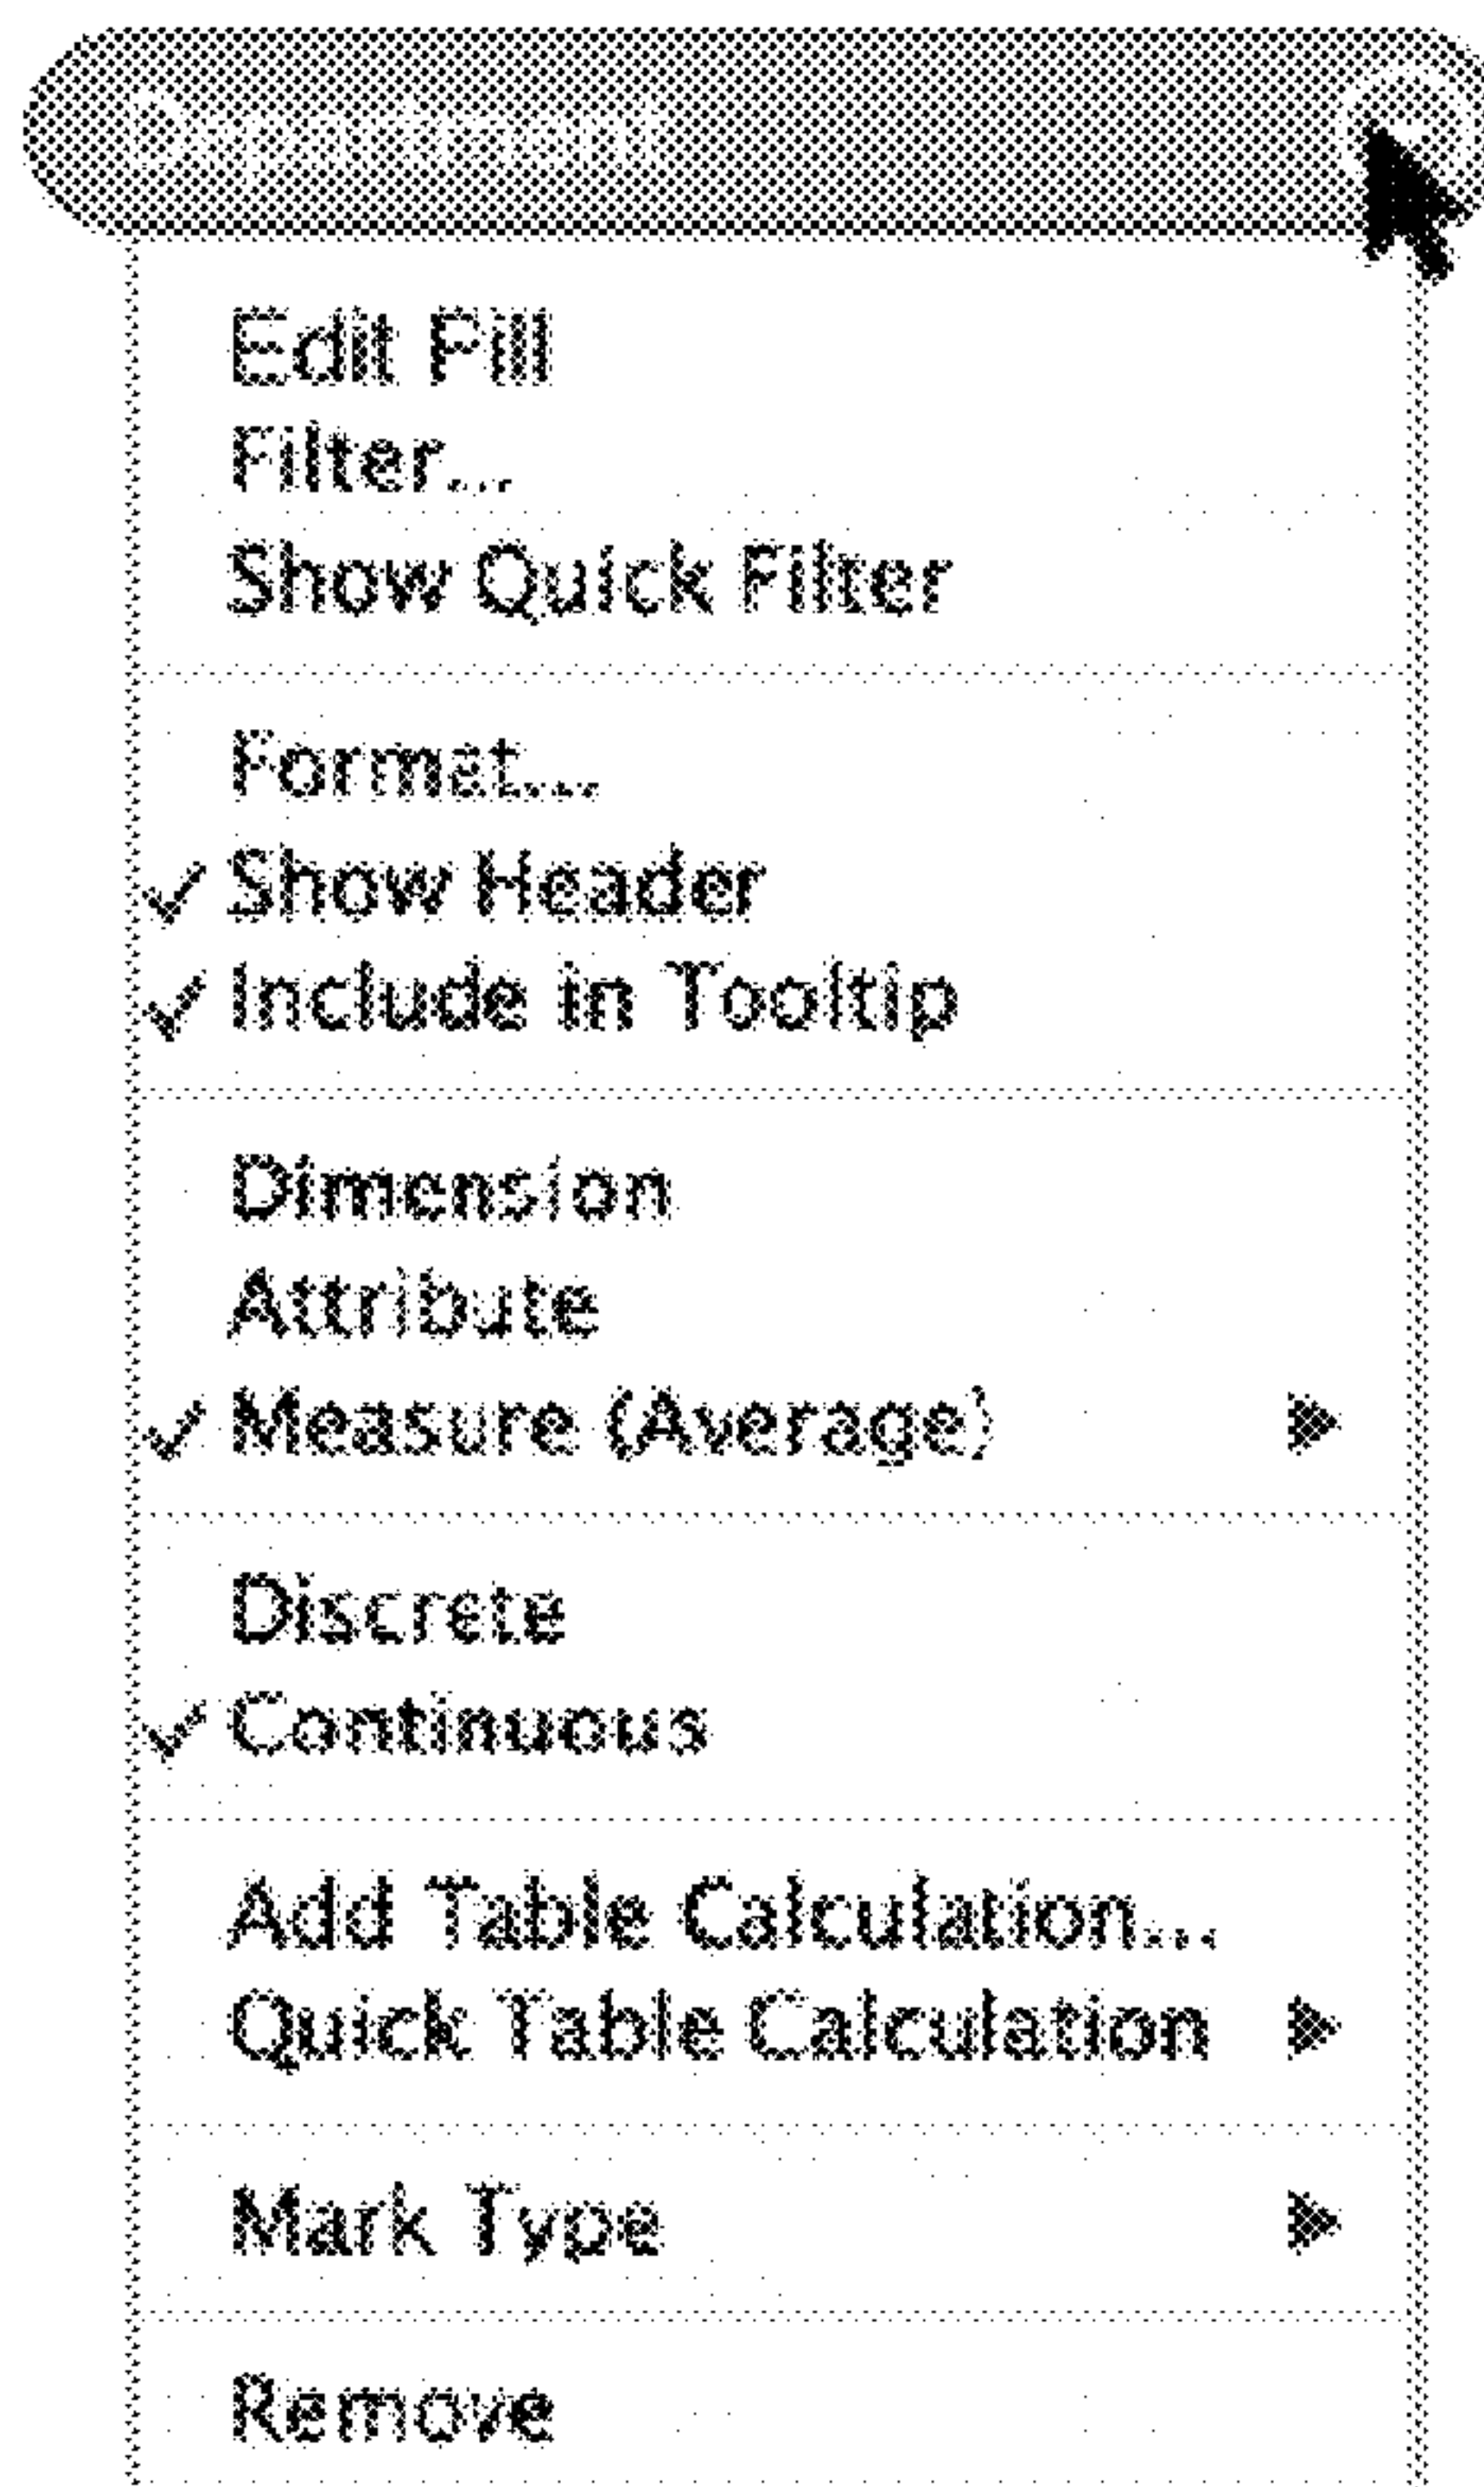 Department
Edit Pill
Filter...
Show Quick Filter
Format...
✓ Show Header
✓ Include in Tooltip
Dimension
Attribute
✓ Measure (Average)
Discrete
✓ Continuous
Add Table Calculation...
Quick Table Calculation
Mark Type
Remove